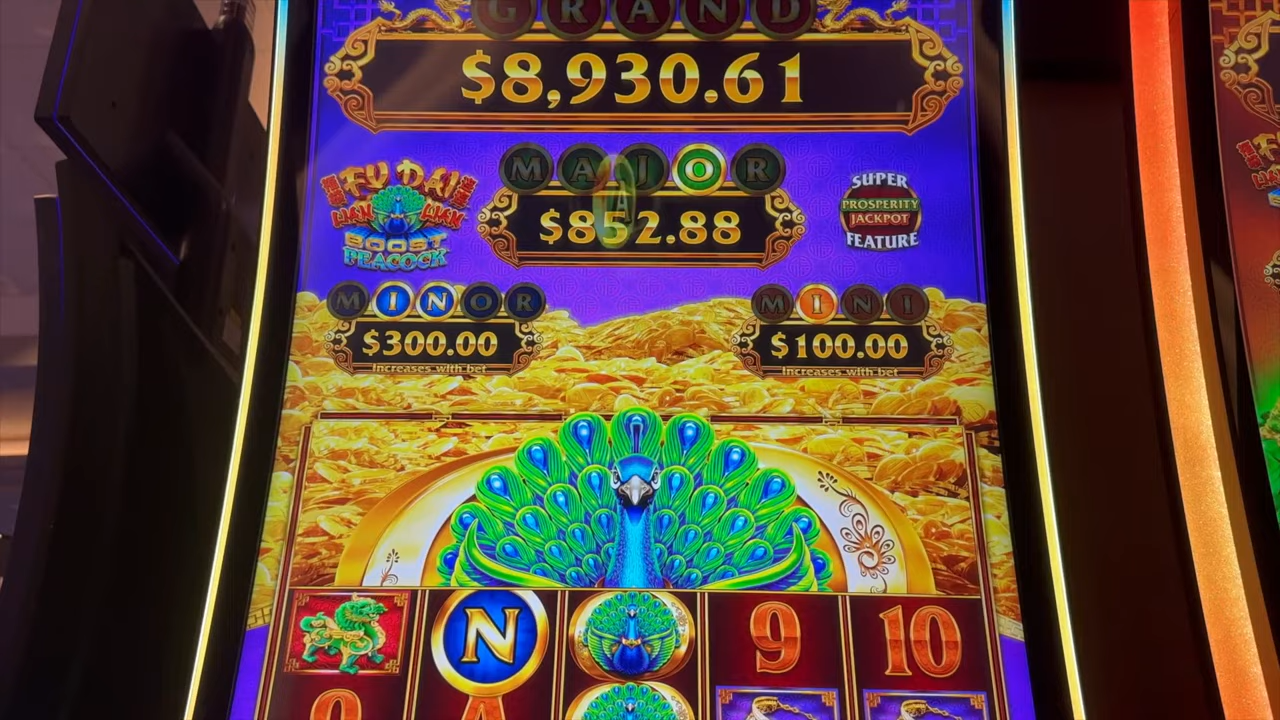 GRAND
$8,930.61
MAJOR
A
$852.88
FU DAI
LIAN LIAN
BOOST
PEACOCK
SUPER
PROSPERITY
JACKPOT
FEATURE
MINOR
$300.00
Increases with bet
MINI
$100.00
Increases with bet
N
9
10